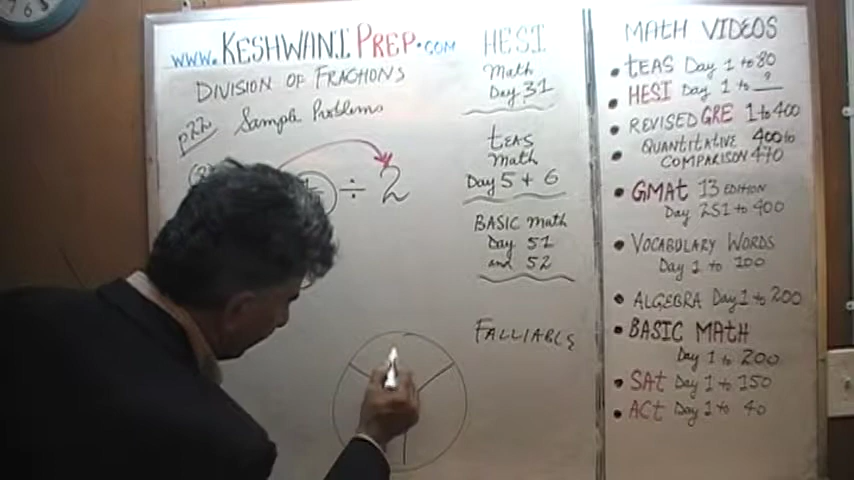 www.KESHWANI PREP.com
DIVISION OF FRACTIONS
p22
Sample Problems
÷ 2
HESI
Math
Day 31
tEAS
Math
Day 5 + 6
BASIC Math
Day 51
and 52
FALLIABLE
MATH VIDEOS
• tEAS Day 1 to 80
• HESI Day 1 to ?
• REVISED GRE 1 to 400
• QUANTITATIVE 400 to
COMPARISON 470
• GMAt 13 EDITION
Day 251 to 400
• VOCABULARY WORDS
Day 1 to 100
• ALGEBRA Day 1 to 200
• BASIC MATH
Day 1 to 200
• SAt Day 1 to 150
• ACt Day 1 to 40